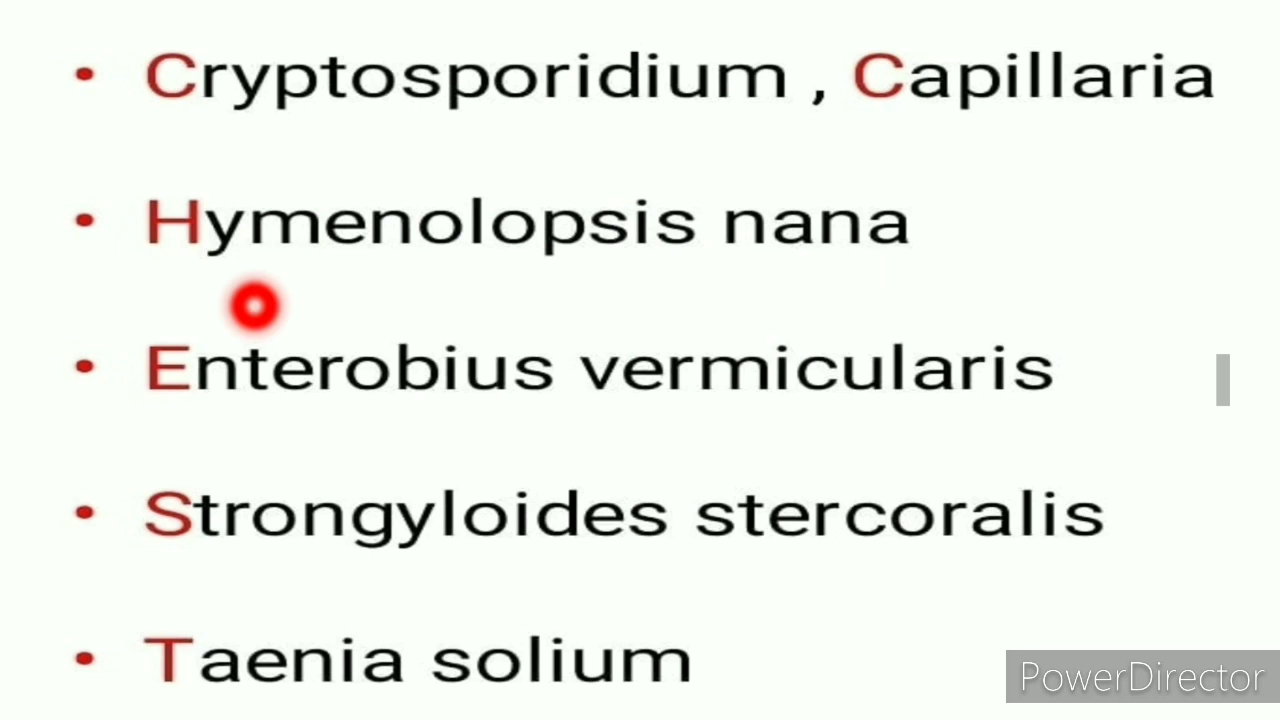 • Cryptosporidium , Capillaria
• Hymenolopsis nana
• Enterobius vermicularis
• Strongyloides stercoralis
• Taenia solium
PowerDirector